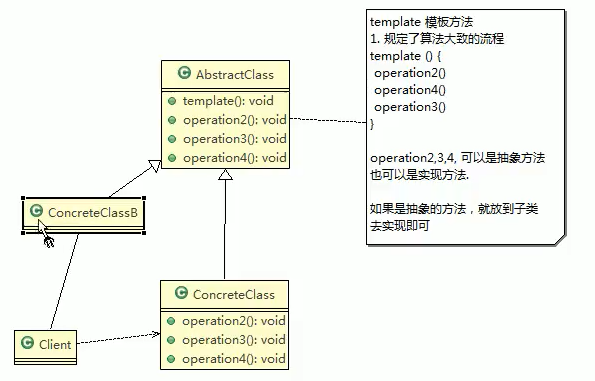 AbstractClass
template(): void
operation2(): void
operation3(): void
operation4(): void
template 模板方法
1. 规定了算法大致的流程
template () {
operation2()
operation4()
operation3()
}
operation2,3,4, 可以是抽象方法
也可以是实现方法.
如果是抽象的方法，就放到子类
去实现即可
ConcreteClassB
ConcreteClass
operation2(): void
operation3(): void
operation4(): void
Client